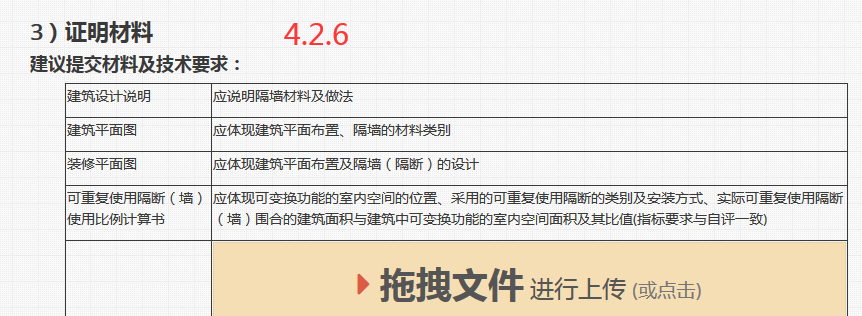 3）证明材料
4.2.6
建议提交材料及技术要求：
建筑设计说明 应说明隔墙材料及做法
建筑平面图 应体现建筑平面布置、隔墙的材料类别
装修平面图 应体现建筑平面布置及隔墙（隔断）的设计
可重复使用隔断（墙）
使用比例计算书
应体现可变换功能的室内空间的位置、采用的可重复使用隔断的类别及安装方式、实际可重复使用隔断
（墙）围合的建筑面积与建筑中可变换功能的室内空间面积及其比值(指标要求与自评一致)
拖拽文件 进行上传 (或点击)